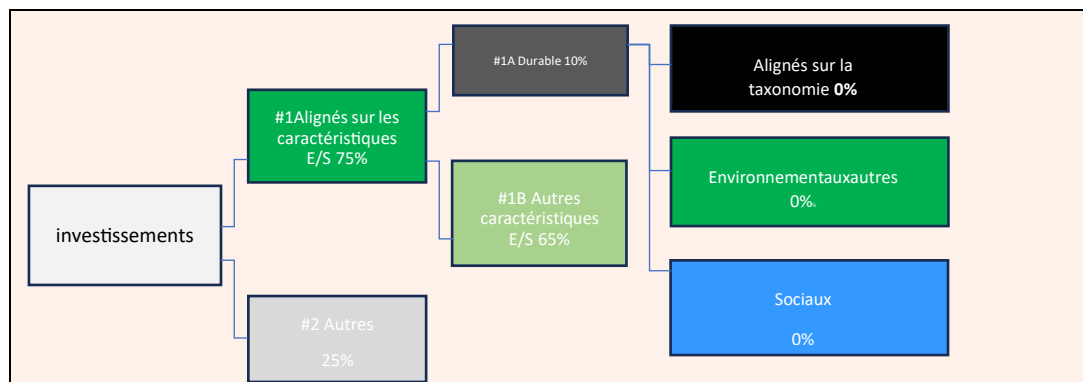 investissements
#1Alignés sur les
caractéristiques
E/S 75%
#2 Autres
25%
#1A Durable 10%
#1B Autres
caractéristiques
E/S 65%
Alignés sur la
taxonomie 0%
Environnementauxautres
0%
Sociaux
0%